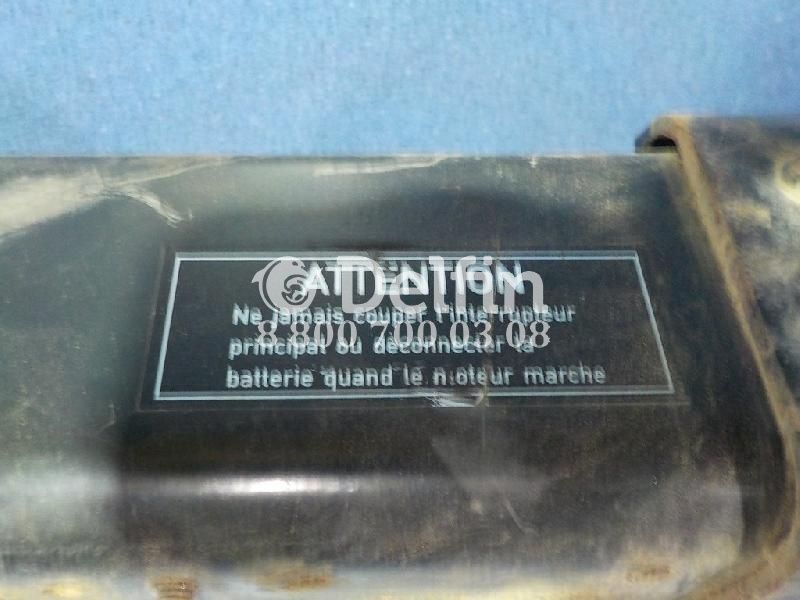 ATTENTION
Delfin
Ne jamais couper l'interrupteur
8 800 700 03 08
principal ou déconnecter la
batterie quand le moteur marche